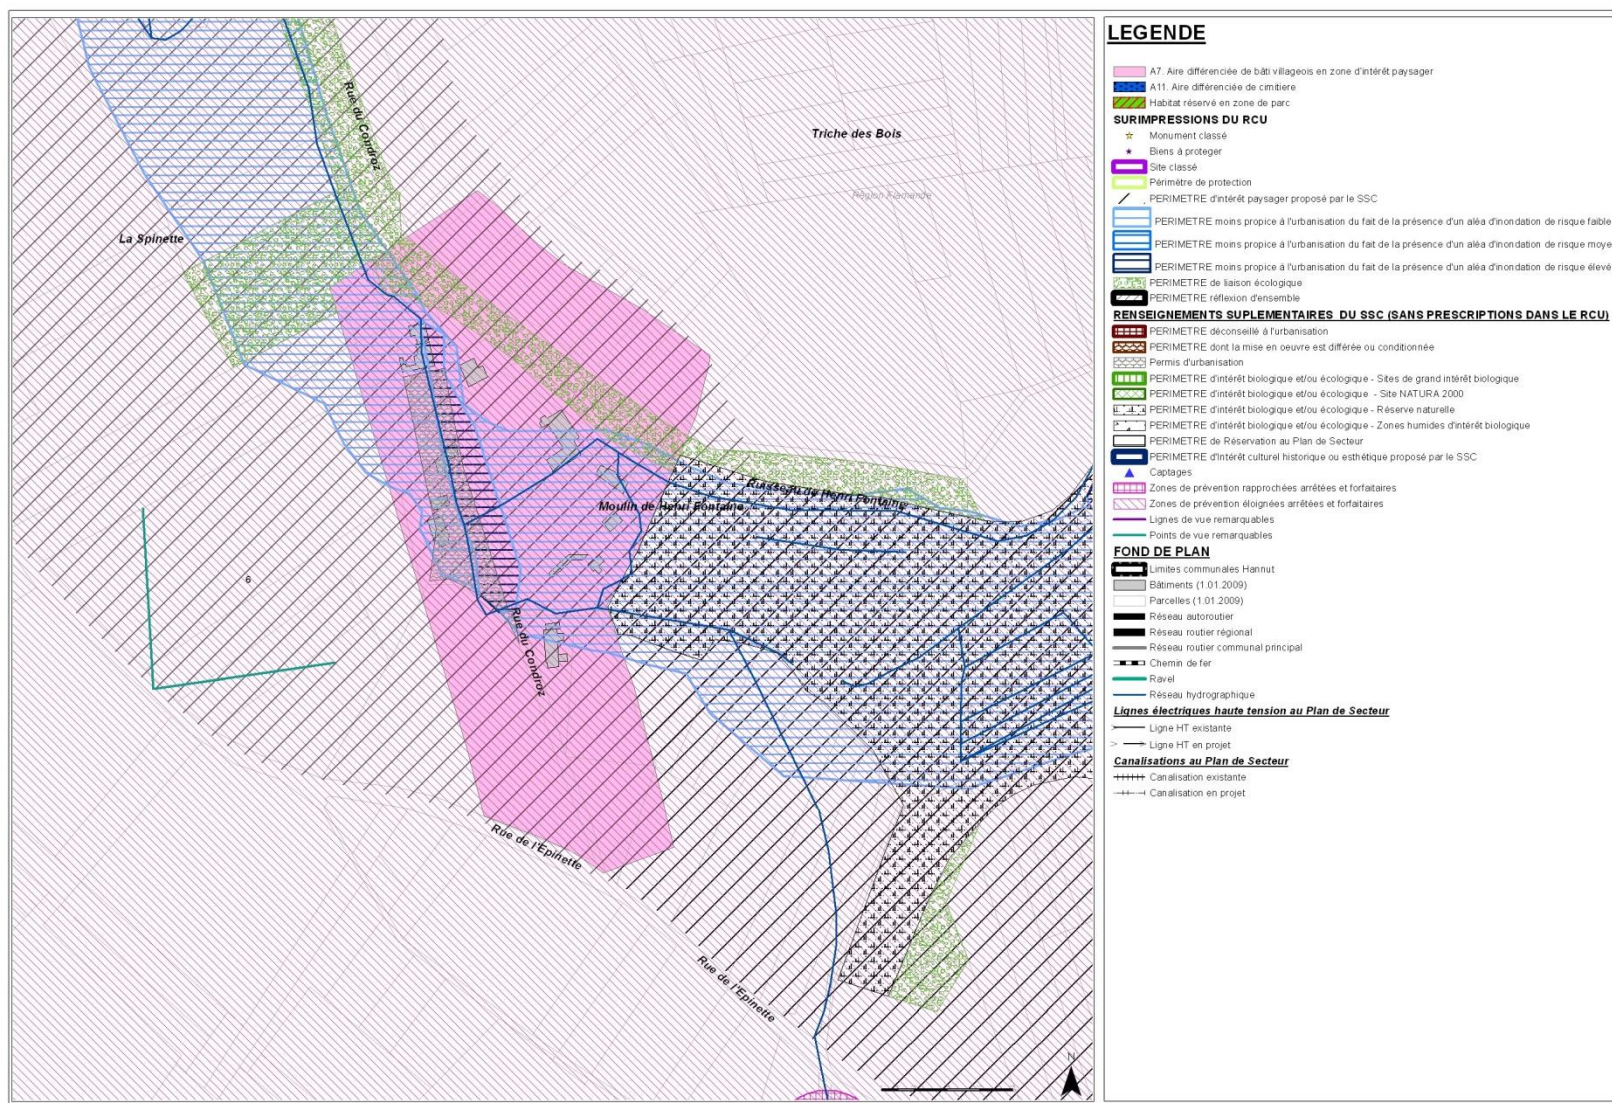 Rue du Condroz
Triche des Bois
Région Flamande
La Spinette
Ruisseau de Henri Fontaine
Moulin de Henri Fontaine
6
Rue du Condroz
Rue de l'Epinette
Rue de l'Epinette
N
LEGENDE
A7. Aire différenciée de bâti villageois en zone d'intérêt paysager
A11. Aire différenciée de cimitiere
Habitat réservé en zone de parc
SURIMPRESSIONS DU RCU
Monument classé
Biens à proteger
Site classé
Périmètre de protection
PERIMETRE d'intérêt paysager proposé par le SSC
PERIMETRE moins propice à l'urbanisation du fait de la présence d'un aléa d'inondation de risque faible
PERIMETRE moins propice à l'urbanisation du fait de la présence d'un aléa d'inondation de risque moye
PERIMETRE moins propice à l'urbanisation du fait de la présence d'un aléa d'inondation de risque élevé
PERIMETRE de liaison écologique
PERIMETRE réflexion d'ensemble
RENSEIGNEMENTS SUPLEMENTAIRES DU SSC (SANS PRESCRIPTIONS DANS LE RCU)
PERIMETRE déconseillé à l'urbanisation
PERIMETRE dont la mise en oeuvre est différée ou conditionnée
Permis d'urbanisation
PERIMETRE d'intérêt biologique et/ou écologique - Sites de grand intérêt biologique
PERIMETRE d'intérêt biologique et/ou écologique - Site NATURA 2000
PERIMETRE d'intérêt biologique et/ou écologique - Réserve naturelle
PERIMETRE d'intérêt biologique et/ou écologique - Zones humides d'intérêt biologique
PERIMETRE de Réservation au Plan de Secteur
PERIMETRE d'Intérêt culturel historique ou esthétique proposé par le SSC
Captages
Zones de prévention rapprochées arrêtées et forfaitaires
Zones de prévention éloignées arrêtées et forfaitaires
Lignes de vue remarquables
Points de vue remarquables
FOND DE PLAN
Limites communales Hannut
Bâtiments (1.01.2009)
Parcelles (1.01.2009)
Réseau autoroutier
Réseau routier régional
Réseau routier communal principal
Chemin de fer
Ravel
Réseau hydrographique
Lignes électriques haute tension au Plan de Secteur
Ligne HT existante
Ligne HT en projet
Canalisations au Plan de Secteur
Canalisation existante
Canalisation en projet